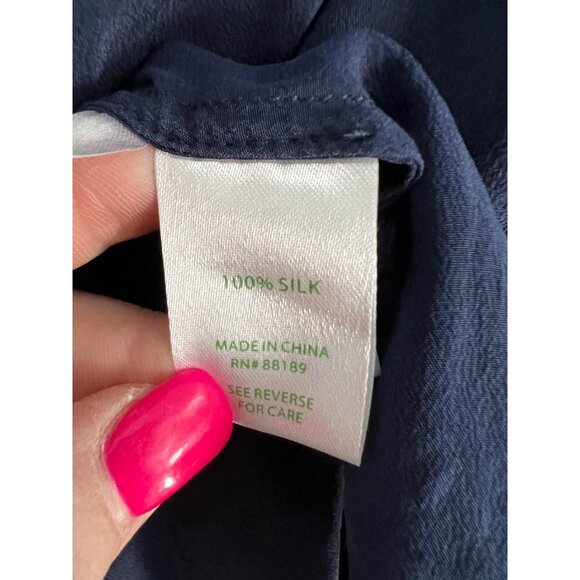 100% SILK
MADE IN CHINA
RN# 88189
SEE REVERSE
FOR CARE